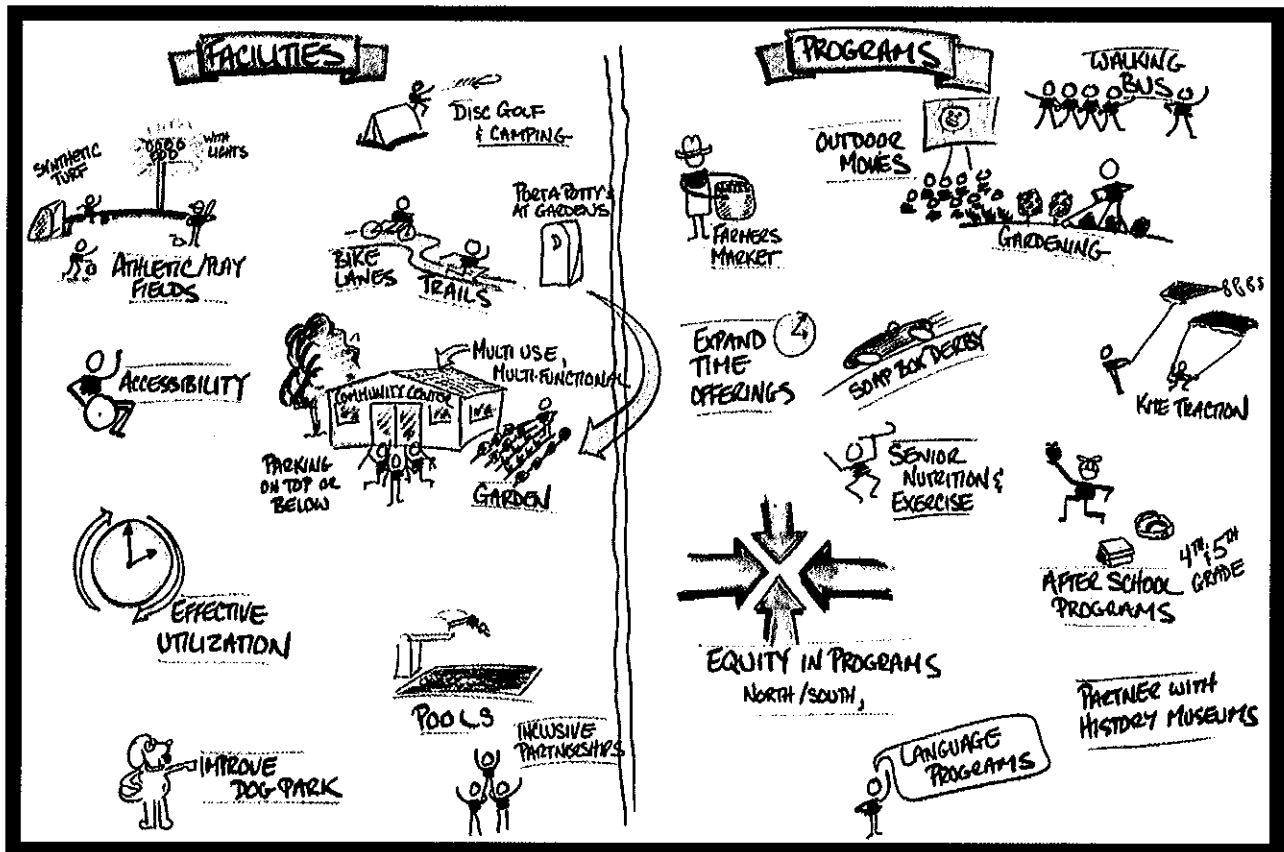 FACILITIES
DISC GOLF
& CAMPING
SYNTHETIC
TURF
WITH
LIGHTS
ATHLETIC/PLAY
FIELDS
BIKE
LANES
TRAILS
PORTA POTTY'S
AT GARDENS
ACCESSIBILITY
MULTI USE,
MULTI-FUNCTIONAL
COMMUNITY CENTER
PARKING
ON TOP OR
BELOW
GARDEN
EFFECTIVE
UTILIZATION
POOLS
INCLUSIVE
PARTNERSHIPS
IMPROVE
DOG PARK
PROGRAMS
WALKING
BUS
OUTDOOR
MOVIES
FARMERS
MARKET
GARDENING
EXPAND
TIME
OFFERINGS
SOAP BOX DERBY
KITE TRACTION
SENIOR
NUTRITION &
EXERCISE
4TH & 5TH
GRADE
AFTER SCHOOL
PROGRAMS
EQUITY IN PROGRAMS
NORTH/SOUTH,
PARTNER WITH
HISTORY MUSEUMS
LANGUAGE
PROGRAMS